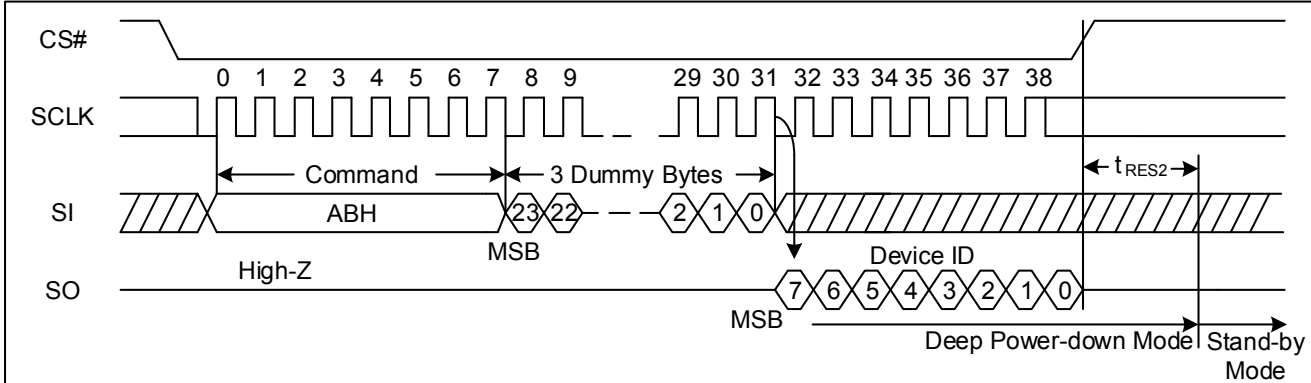 CS#
0 1 2 3 4 5 6 7 8 9 29 30 31 32 33 34 35 36 37 38
SCLK
Command 3 Dummy Bytes tRES2
SI ABH 23 22 2 1 0
MSB
High-Z Device ID
SO 7 6 5 4 3 2 1 0
MSB
Deep Power-down Mode Stand-by
Mode